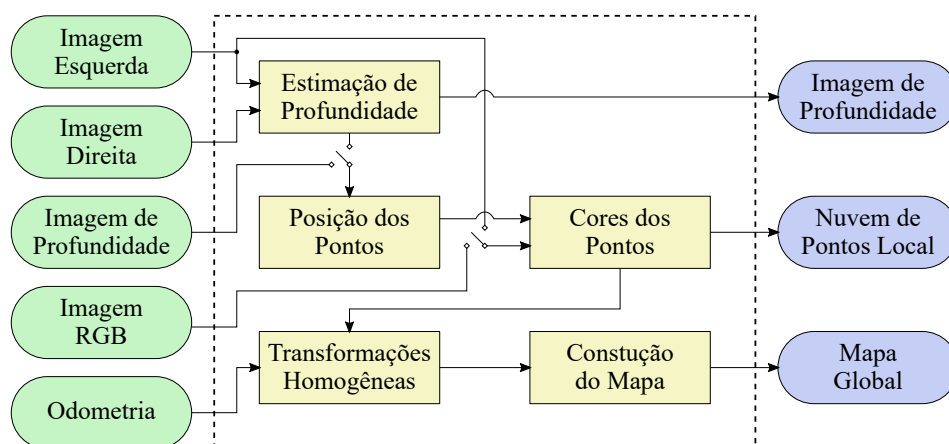 Imagem
Esquerda
Imagem
Direita
Imagem de
Profundidade
Imagem
RGB
Odometria
Estimação de
Profundidade
Posição dos
Pontos
Cores dos
Pontos
Transformações
Homogêneas
Constução
do Mapa
Imagem de
Profundidade
Nuvem de
Pontos Local
Mapa
Global